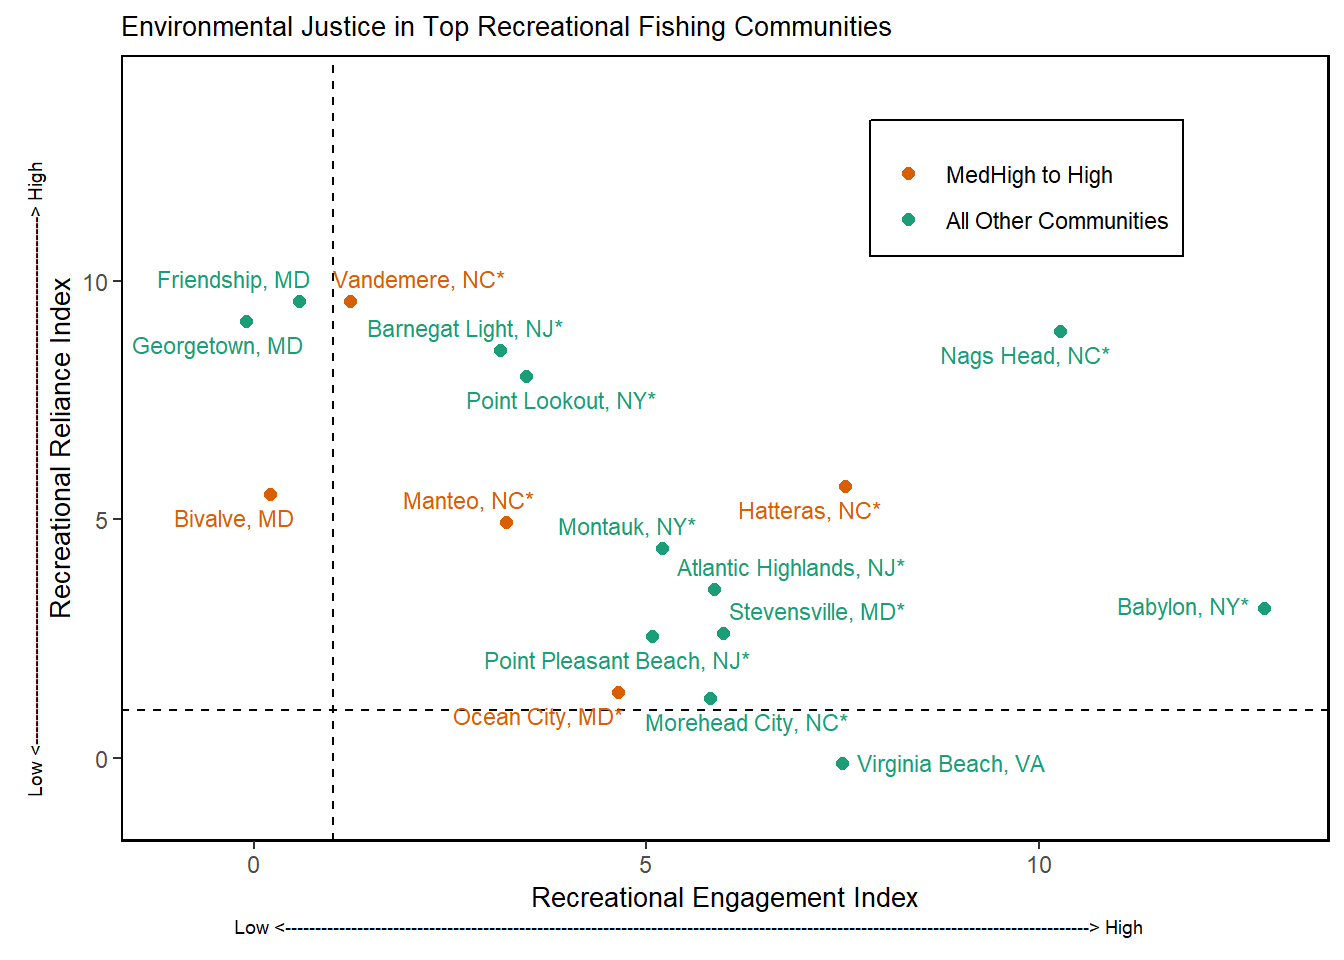 Environmental Justice in Top Recreational Fishing Communities
MedHigh to High
All Other Communities
Friendship, MD
Vandemere, NC*
Barnegat Light, NJ*
Georgetown, MD
Nags Head, NC*
Point Lookout, NY*
Manteo, NC*
Hatteras, NC*
Bivalve, MD
Montauk, NY*
Atlantic Highlands, NJ*
Babylon, NY*
Stevensville, MD*
Point Pleasant Beach, NJ*
Ocean City, MD*
Morehead City, NC*
Virginia Beach, VA
10
5
0
Recreational Reliance Index
Low <---------------------------------------------------------------------------------------> High
0
5
10
Recreational Engagement Index
Low <---------------------------------------------------------------------------------------------------------------------------------------> High